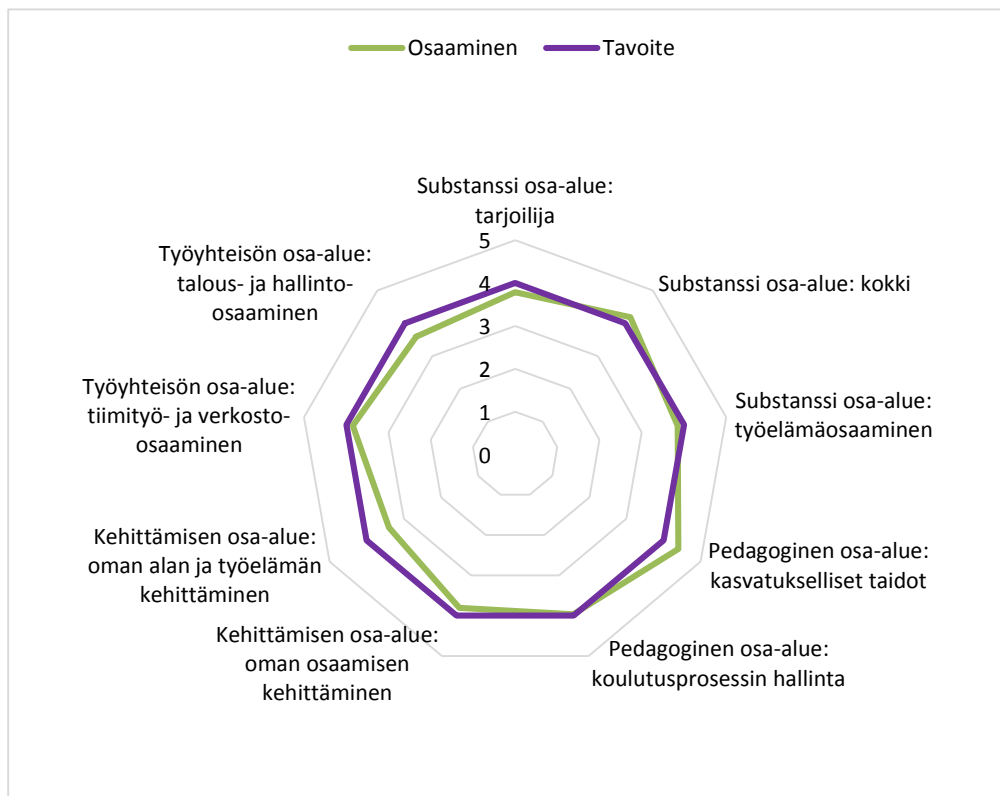 Osaaminen Tavoite
Substanssi osa-alue:
tarjoilija
Substanssi osa-alue: kokki
Substanssi osa-alue:
työelämäosaaminen
Pedagoginen osa-alue:
kasvatukselliset taidot
Pedagoginen osa-alue:
koulutusprosessin hallinta
Kehittämisen osa-alue:
oman osaamisen
kehittäminen
Kehittämisen osa-alue:
oman alan ja työelämän
kehittäminen
Työyhteisön osa-alue:
tiimityö- ja verkosto-
osaaminen
Työyhteisön osa-alue:
talous- ja hallinto-
osaaminen
5
4
3
2
1
0